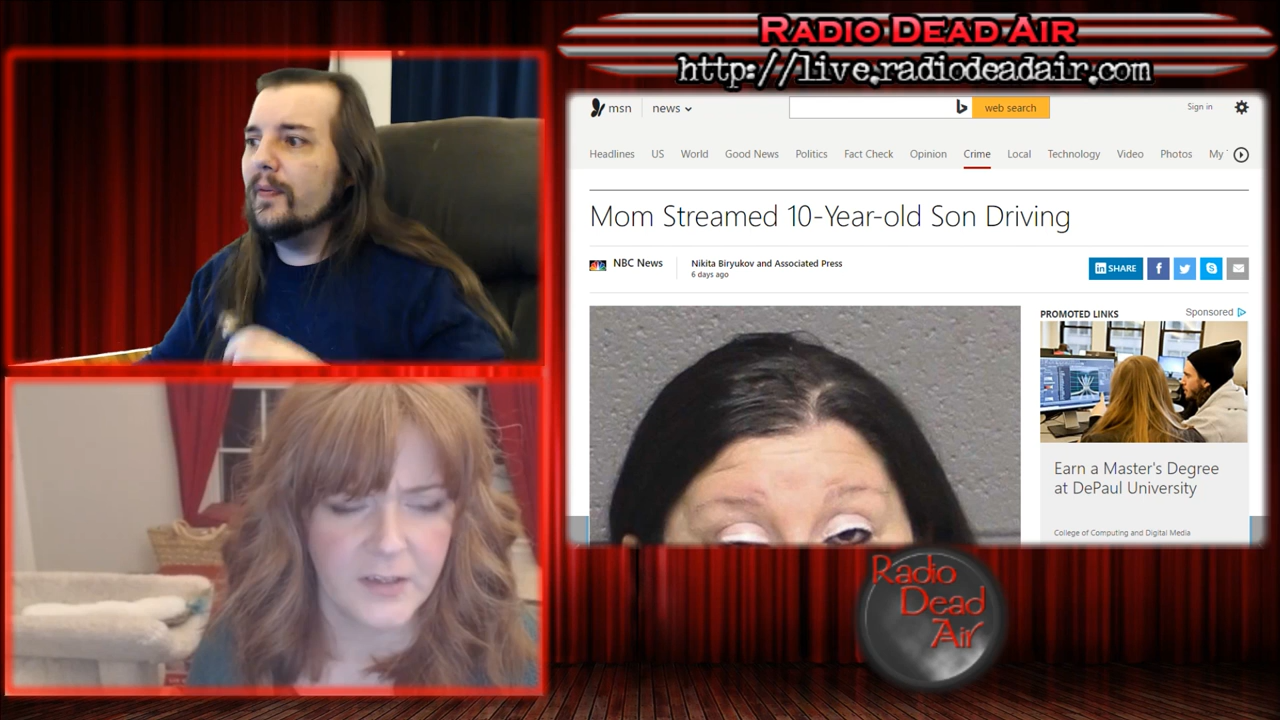 Radio Dead Air
http://live.radiodeadair.com
msn news web search Sign in
Headlines US World Good News Politics Fact Check Opinion Crime Local Technology Video Photos My
Mom Streamed 10-Year-old Son Driving
NBC News
Nikita Biryukov and Associated Press
6 days ago
in SHARE
PROMOTED LINKS Sponsored
Earn a Master's Degree
at DePaul University
College of Computing and Digital Media
Radio
Dead
Air